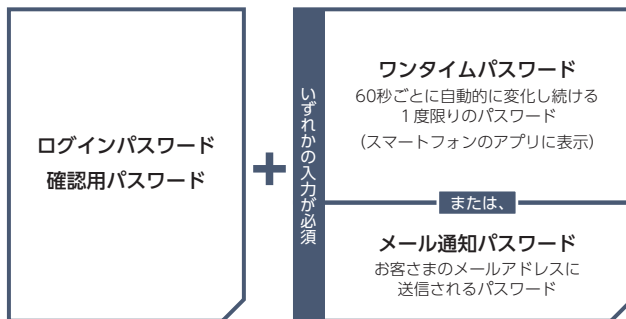 ログインパスワード
確認用パスワード
+
いずれかの入力が必須
ワンタイムパスワード
60秒ごとに自動的に変化し続ける
1度限りのパスワード
(スマートフォンのアプリに表示)
または、
メール通知パスワード
お客さまのメールアドレスに
送信されるパスワード